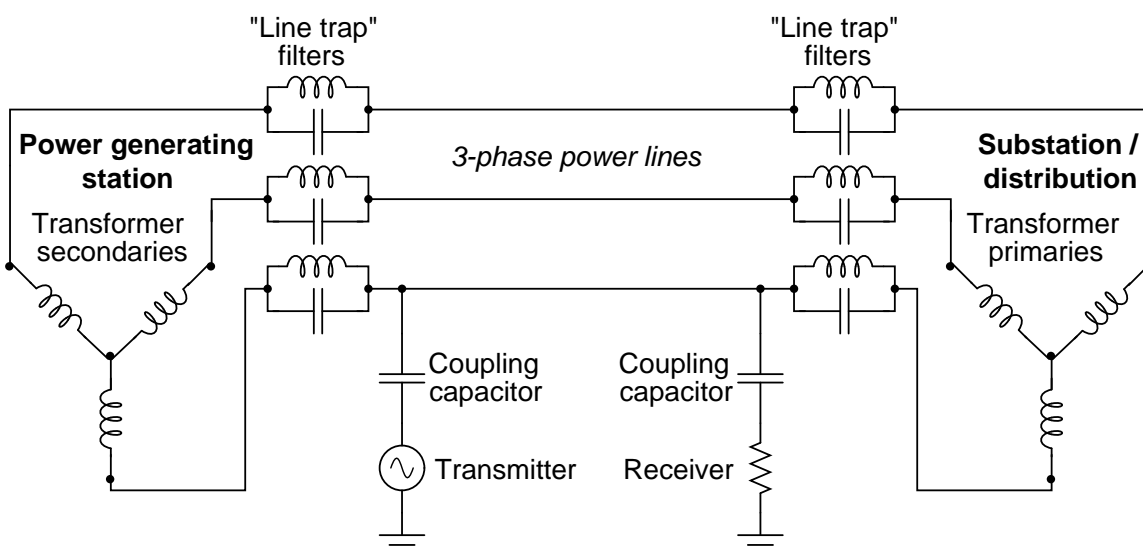 "Line trap"
filters
"Line trap"
filters
Power generating
station
3-phase power lines
Substation /
distribution
Transformer
secondaries
Transformer
primaries
Coupling
capacitor
Coupling
capacitor
Transmitter
Receiver